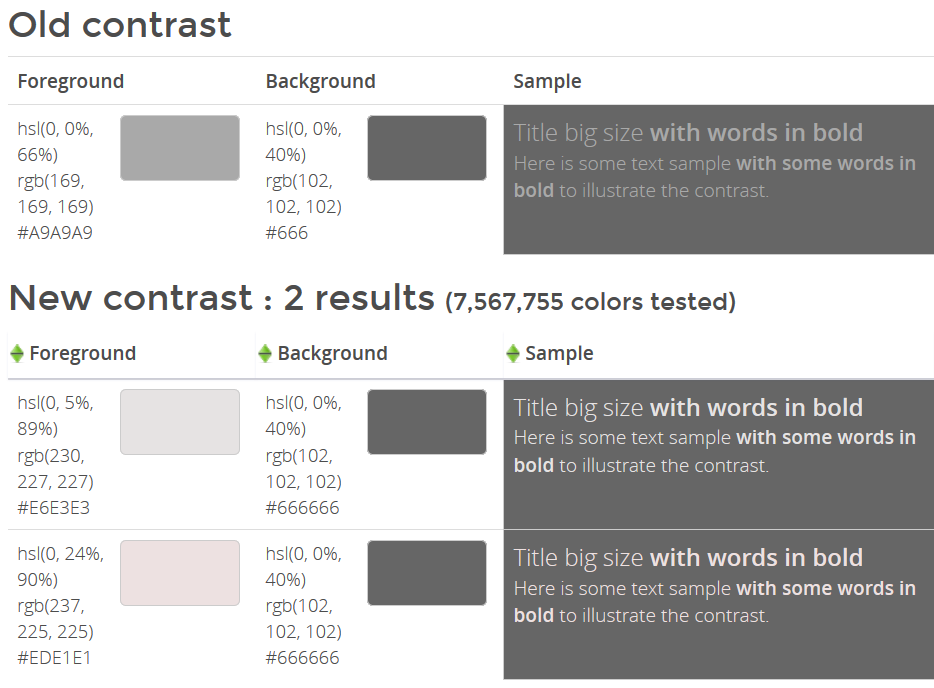 Old contrast
Foreground Background Sample
hsl(0, 0%,
66%)
rgb(169,
169, 169)
#A9A9A9
hsl(0, 0%,
40%)
rgb(102,
102, 102)
#666
Title big size with words in bold
Here is some text sample with some words in
bold to illustrate the contrast.
New contrast : 2 results (7,567,755 colors tested)
Foreground Background Sample
hsl(0, 5%,
89%)
rgb(230,
227, 227)
#E6E3E3
hsl(0, 0%,
40%)
rgb(102,
102, 102)
#666666
Title big size with words in bold
Here is some text sample with some words in
bold to illustrate the contrast.
hsl(0, 24%,
90%)
rgb(237,
225, 225)
#EDE1E1
hsl(0, 0%,
40%)
rgb(102,
102, 102)
#666666
Title big size with words in bold
Here is some text sample with some words in
bold to illustrate the contrast.